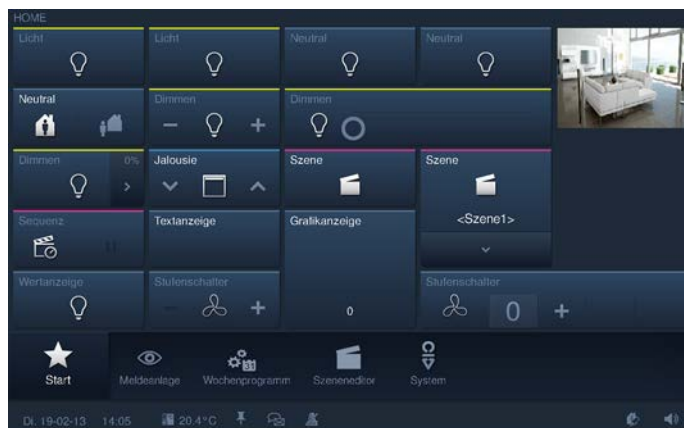 HOME
Licht
Licht
Neutral
Neutral
Neutral
Dimmen
Dimmen
Dimmen 0%
Jalousie
Szene
Szene
<Szene1>
Sequenz
Textanzeige
Grafikanzeige
0
Wertanzeige
Stufenschalter
Stufenschalter
0
Start
Meldeanlage
Wochenprogramm
31
Szeneneditor
System
Di. 19-02-13 14:05 20.4°C